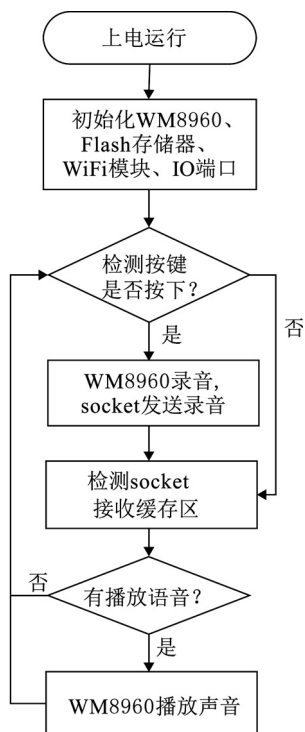 上电运行
初始化WM8960、
Flash存储器、
WiFi模块、IO端口
检测按键
是否按下?
否
是
WM8960录音,
socket发送录音
检测socket
接收缓存区
否
有播放语音?
是
WM8960播放声音